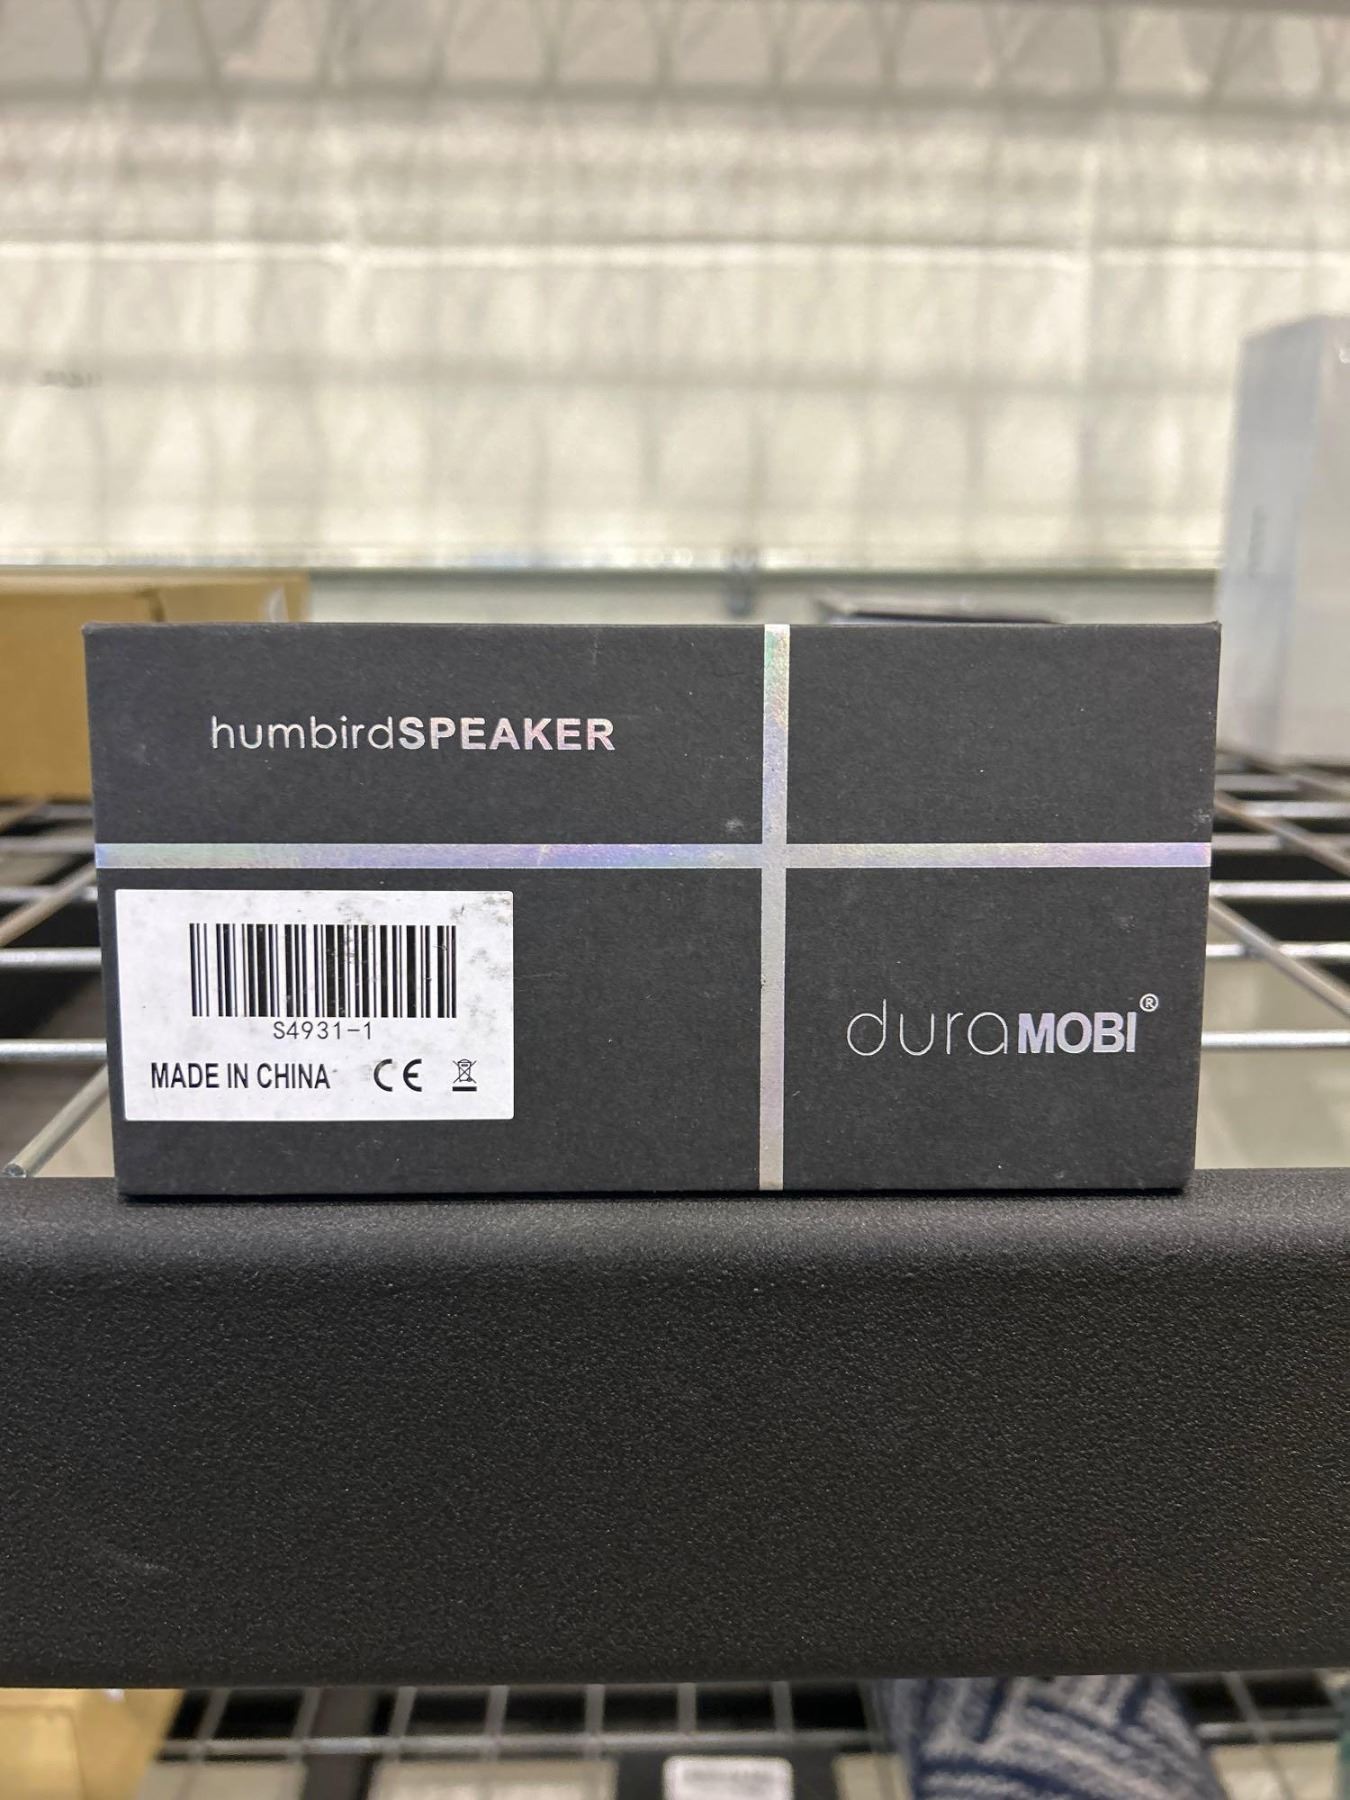 humbirdSPEAKER
S4931-1
MADE IN CHINA CE
duraMOBI®